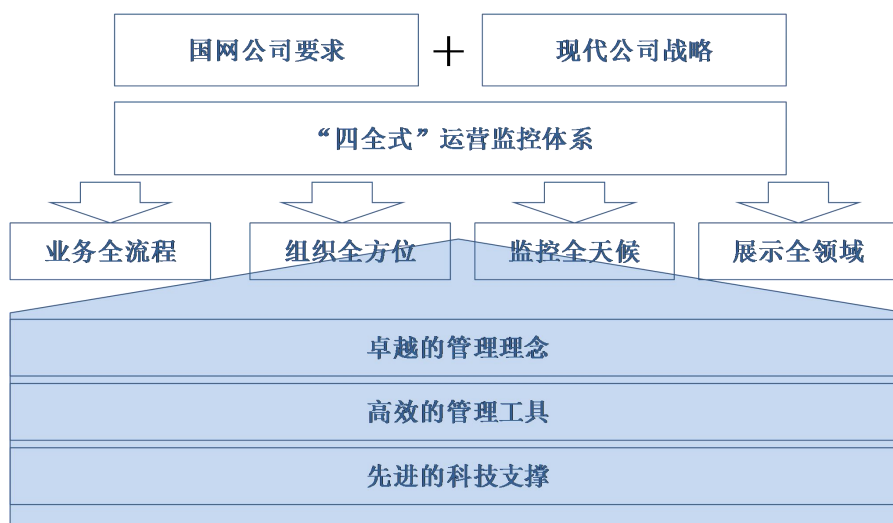 国网公司要求 + 现代公司战略
“四全式”运营监控体系
业务全流程 组织全方位 监控全天候 展示全领域
卓越的管理理念
高效的管理工具
先进的科技支撑